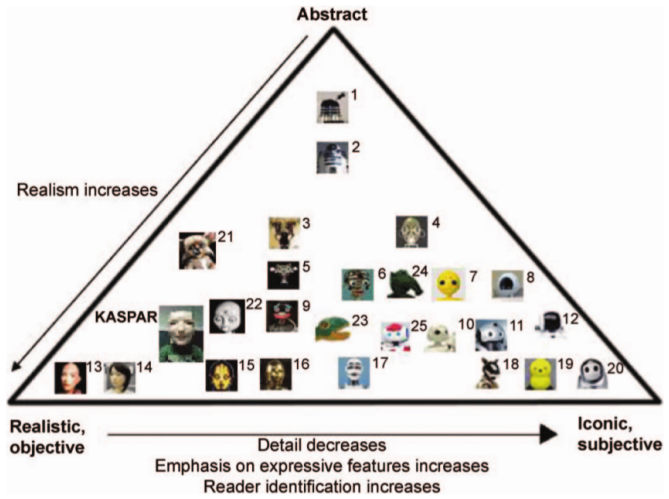 Abstract
1
2
Realism increases
21
3
4
5
6
24
7
8
KASPAR
22
9
23
25
10
11
12
13
14
15
16
17
18
19
20
Realistic,
objective
Detail decreases
Emphasis on expressive features increases
Reader identification increases
Iconic,
subjective